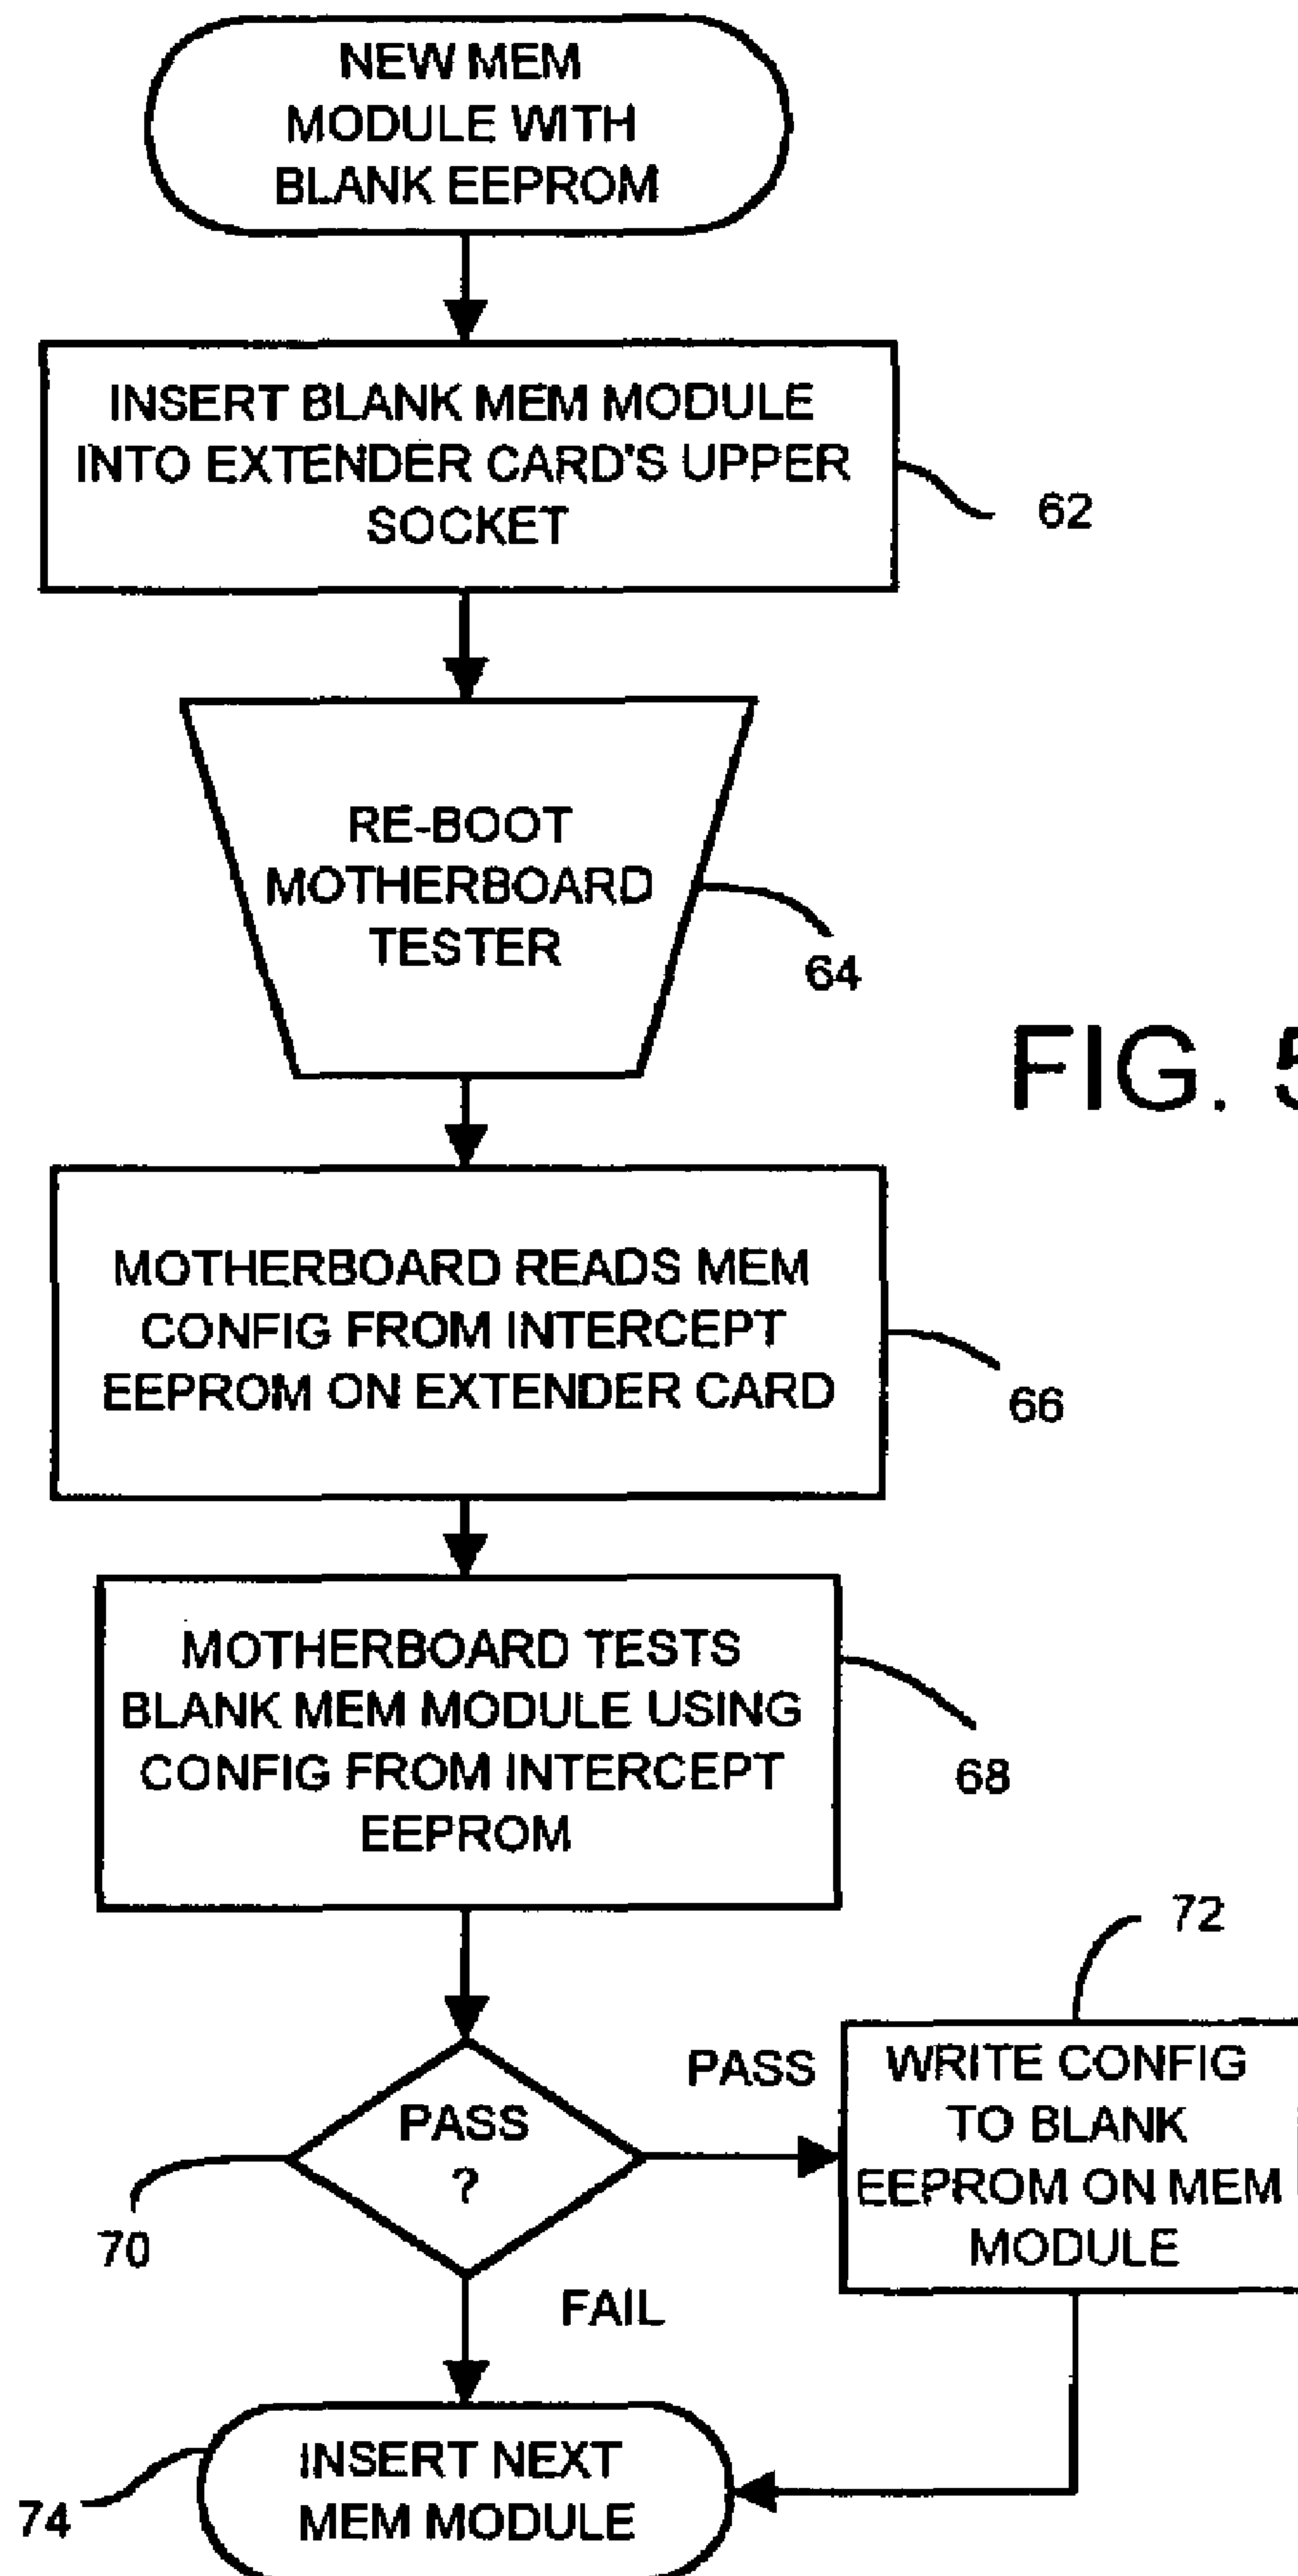 NEW MEM
MODULE WITH
BLANK EEPROM
INSERT BLANK MEM MODULE
INTO EXTENDER CARD'S UPPER
SOCKET
62
RE-BOOT
MOTHERBOARD
TESTER
64
FIG. 5
MOTHERBOARD READS MEM
CONFIG FROM INTERCEPT
EEPROM ON EXTENDER CARD
66
MOTHERBOARD TESTS
BLANK MEM MODULE USING
CONFIG FROM INTERCEPT
EEPROM
68
72
PASS
?
70
PASS
WRITE CONFIG
TO BLANK
EEPROM ON MEM
MODULE
FAIL
INSERT NEXT
MEM MODULE
74